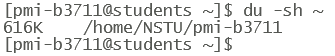 [pmi-b3711@students ~]$ du -sh ~
616K    /home/NSTU/pmi-b3711
[pmi-b3711@students ~]$